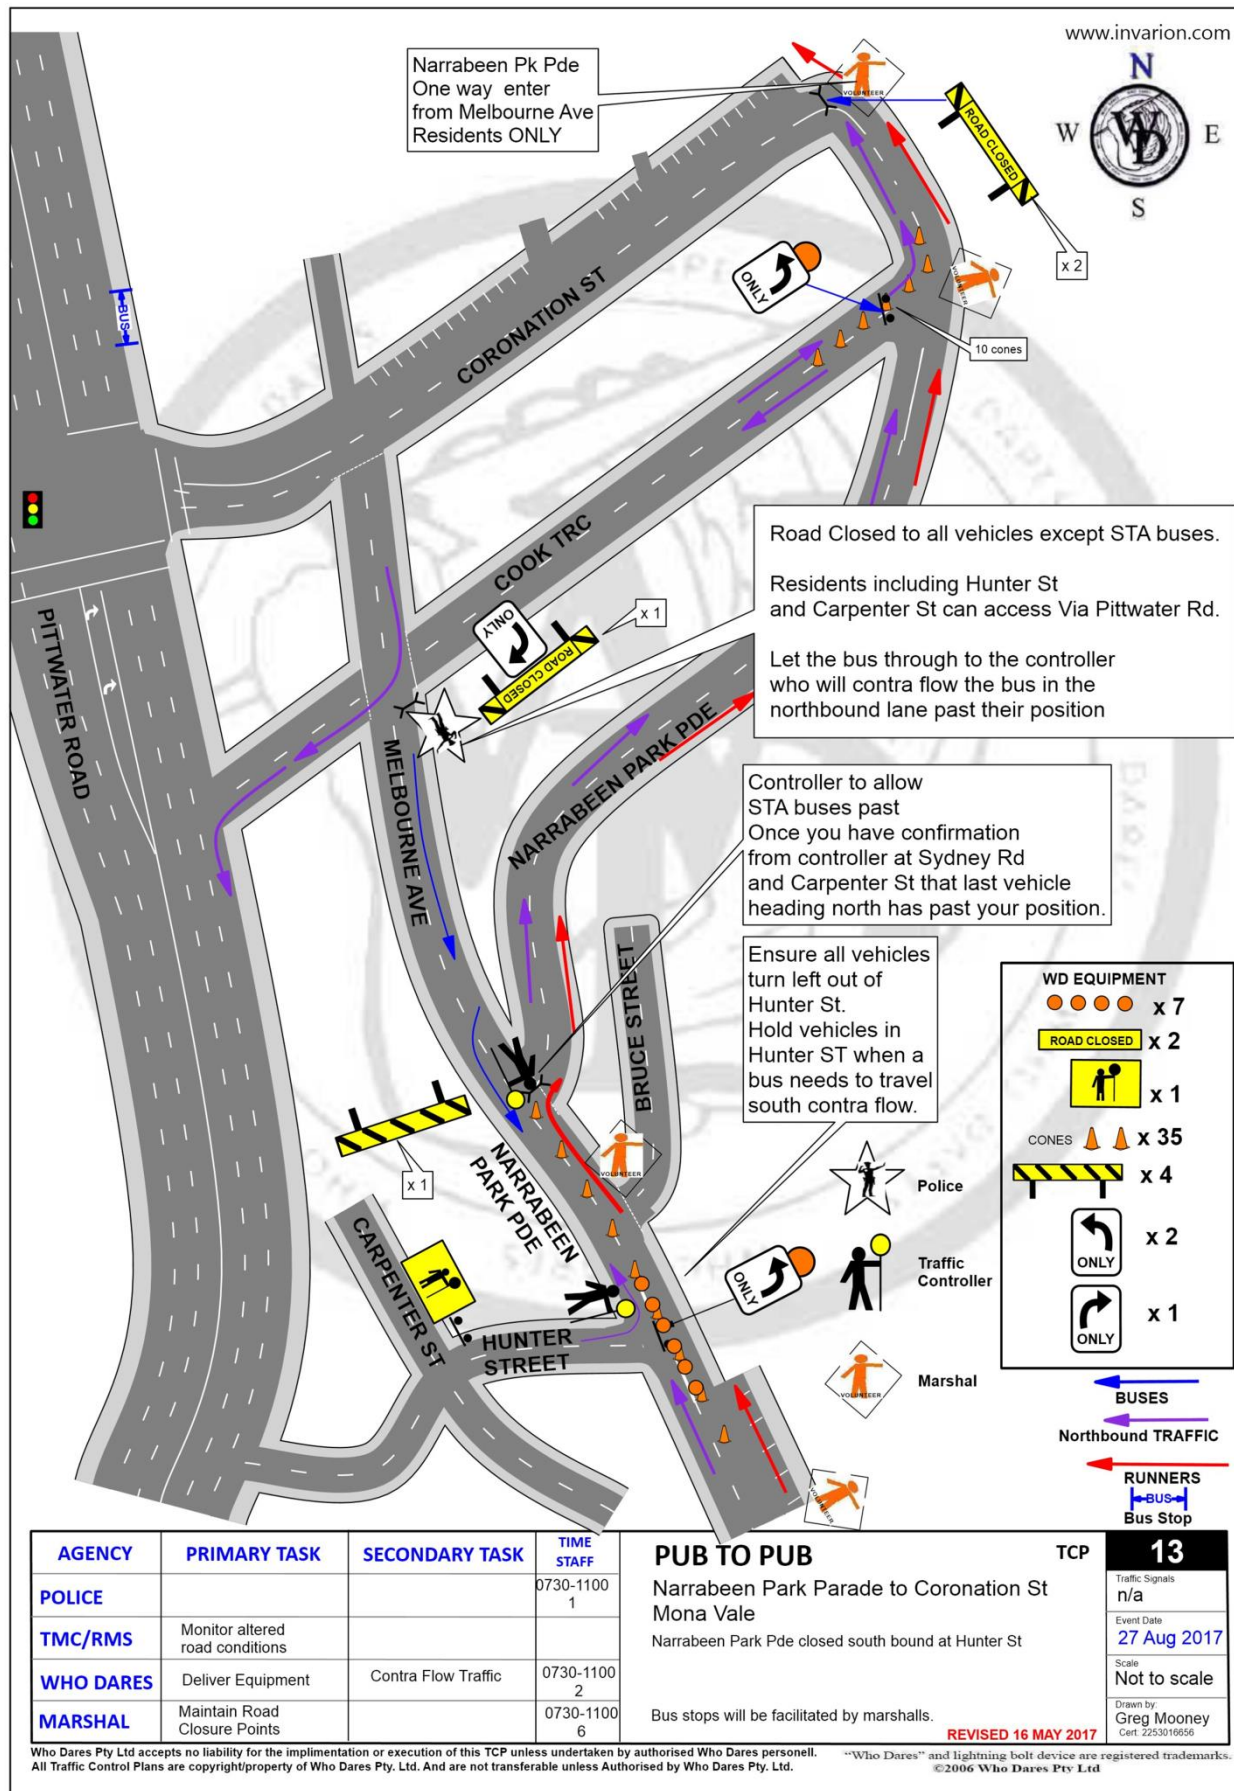 www.invarion.com
N
W
E
S
WD
Narrabeen Pk Pde
One way enter
from Melbourne Ave
Residents ONLY
VOLUNTEER
ROAD CLOSED
x 2
ONLY
VOLUNTEER
10 cones
BUS
CORONATION ST
COOK TRC
PITTWATER ROAD
ONLY
ROAD CLOSED
x 1
Road Closed to all vehicles except STA buses.
Residents including Hunter St
and Carpenter St can access Via Pittwater Rd.
Let the bus through to the controller
who will contra flow the bus in the
northbound lane past their position
MELBOURNE AVE
NARRABEEN PARK PDE
Controller to allow
STA buses past
Once you have confirmation
from controller at Sydney Rd
and Carpenter St that last vehicle
heading north has past your position.
BRUCE STREET
Ensure all vehicles
turn left out of
Hunter St.
Hold vehicles in
Hunter ST when a
bus needs to travel
south contra flow.
x 1
NARRABEEN
PARK PDE
VOLUNTEER
CARPENTER ST
HUNTER
STREET
ONLY
VOLUNTEER
Police
Traffic
Controller
VOLUNTEER
Marshal
WD EQUIPMENT
x 7
ROAD CLOSED x 2
x 1
CONES x 35
x 4
ONLY x 2
ONLY x 1
BUSES
Northbound TRAFFIC
RUNNERS
BUS
Bus Stop
AGENCY PRIMARY TASK SECONDARY TASK TIME
STAFF
POLICE 0730-1100
1
TMC/RMS Monitor altered
road conditions
WHO DARES Deliver Equipment Contra Flow Traffic 0730-1100
2
MARSHAL Maintain Road
Closure Points 0730-1100
6
PUB TO PUB TCP 13
Narrabeen Park Parade to Coronation St
Mona Vale
Narrabeen Park Pde closed south bound at Hunter St
Bus stops will be facilitated by marshalls.
REVISED 16 MAY 2017
Traffic Signals
n/a
Event Date
27 Aug 2017
Scale
Not to scale
Drawn by:
Greg Mooney
Cert: 2253016656
Who Dares Pty Ltd accepts no liability for the implimentation or execution of this TCP unless undertaken by authorised Who Dares personell.
All Traffic Control Plans are copyright/property of Who Dares Pty. Ltd. And are not transferable unless Authorised by Who Dares Pty. Ltd.
“Who Dares” and lightning bolt device are registered trademarks.
©2006 Who Dares Pty Ltd